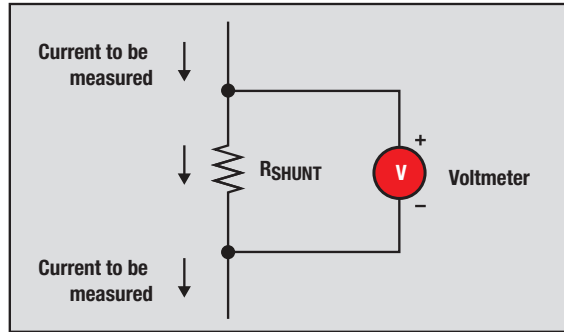 Current to be
measured
+
RSHUNT
V
Voltmeter
–
Current to be
measured